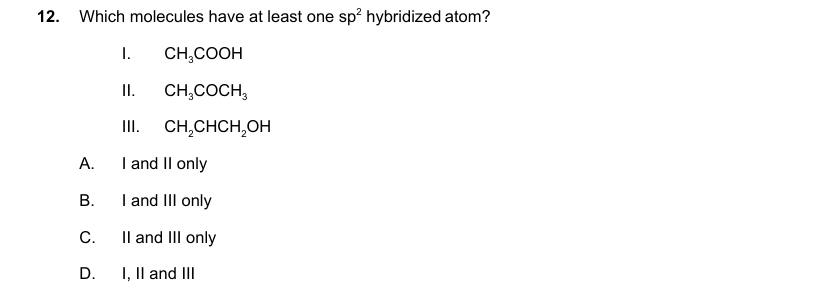 12. Which molecules have at least one sp² hybridized atom?
I. CH₃COOH
II. CH₃COCH₃
III. CH₂CHCH₂OH
A. I and II only
B. I and III only
C. II and III only
D. I, II and III